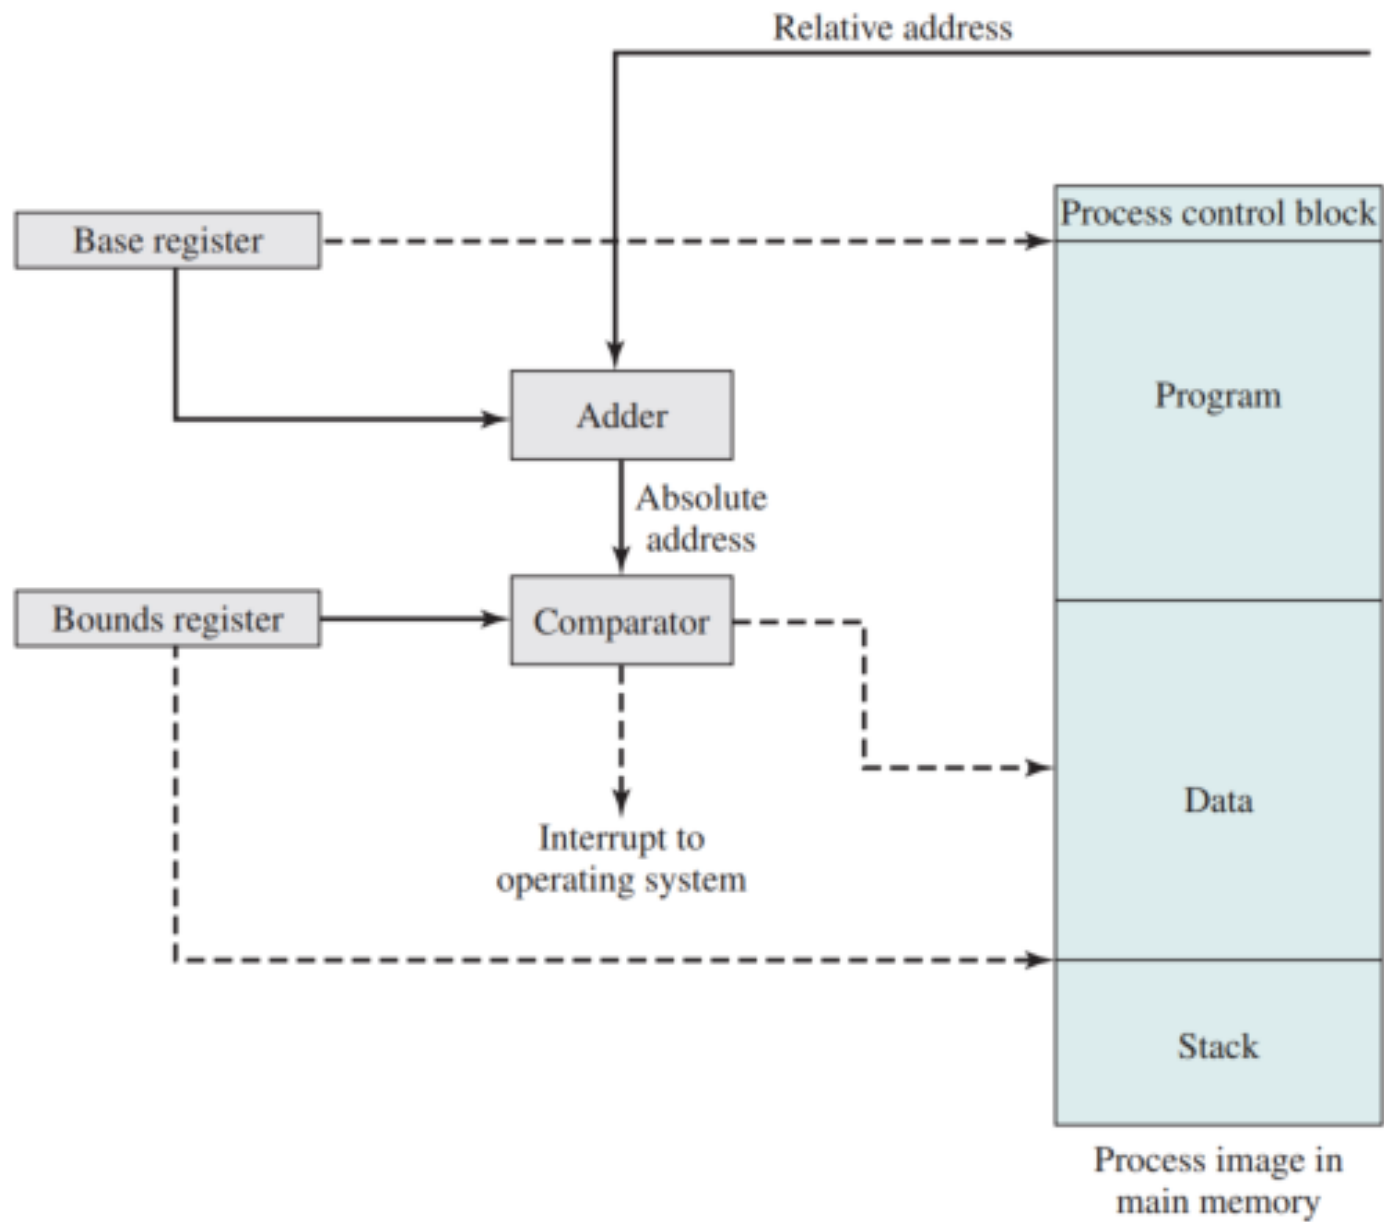 Relative address
Process control block
Base register
Program
Adder
Absolute
address
Bounds register
Comparator
Data
Interrupt to
operating system
Stack
Process image in
main memory